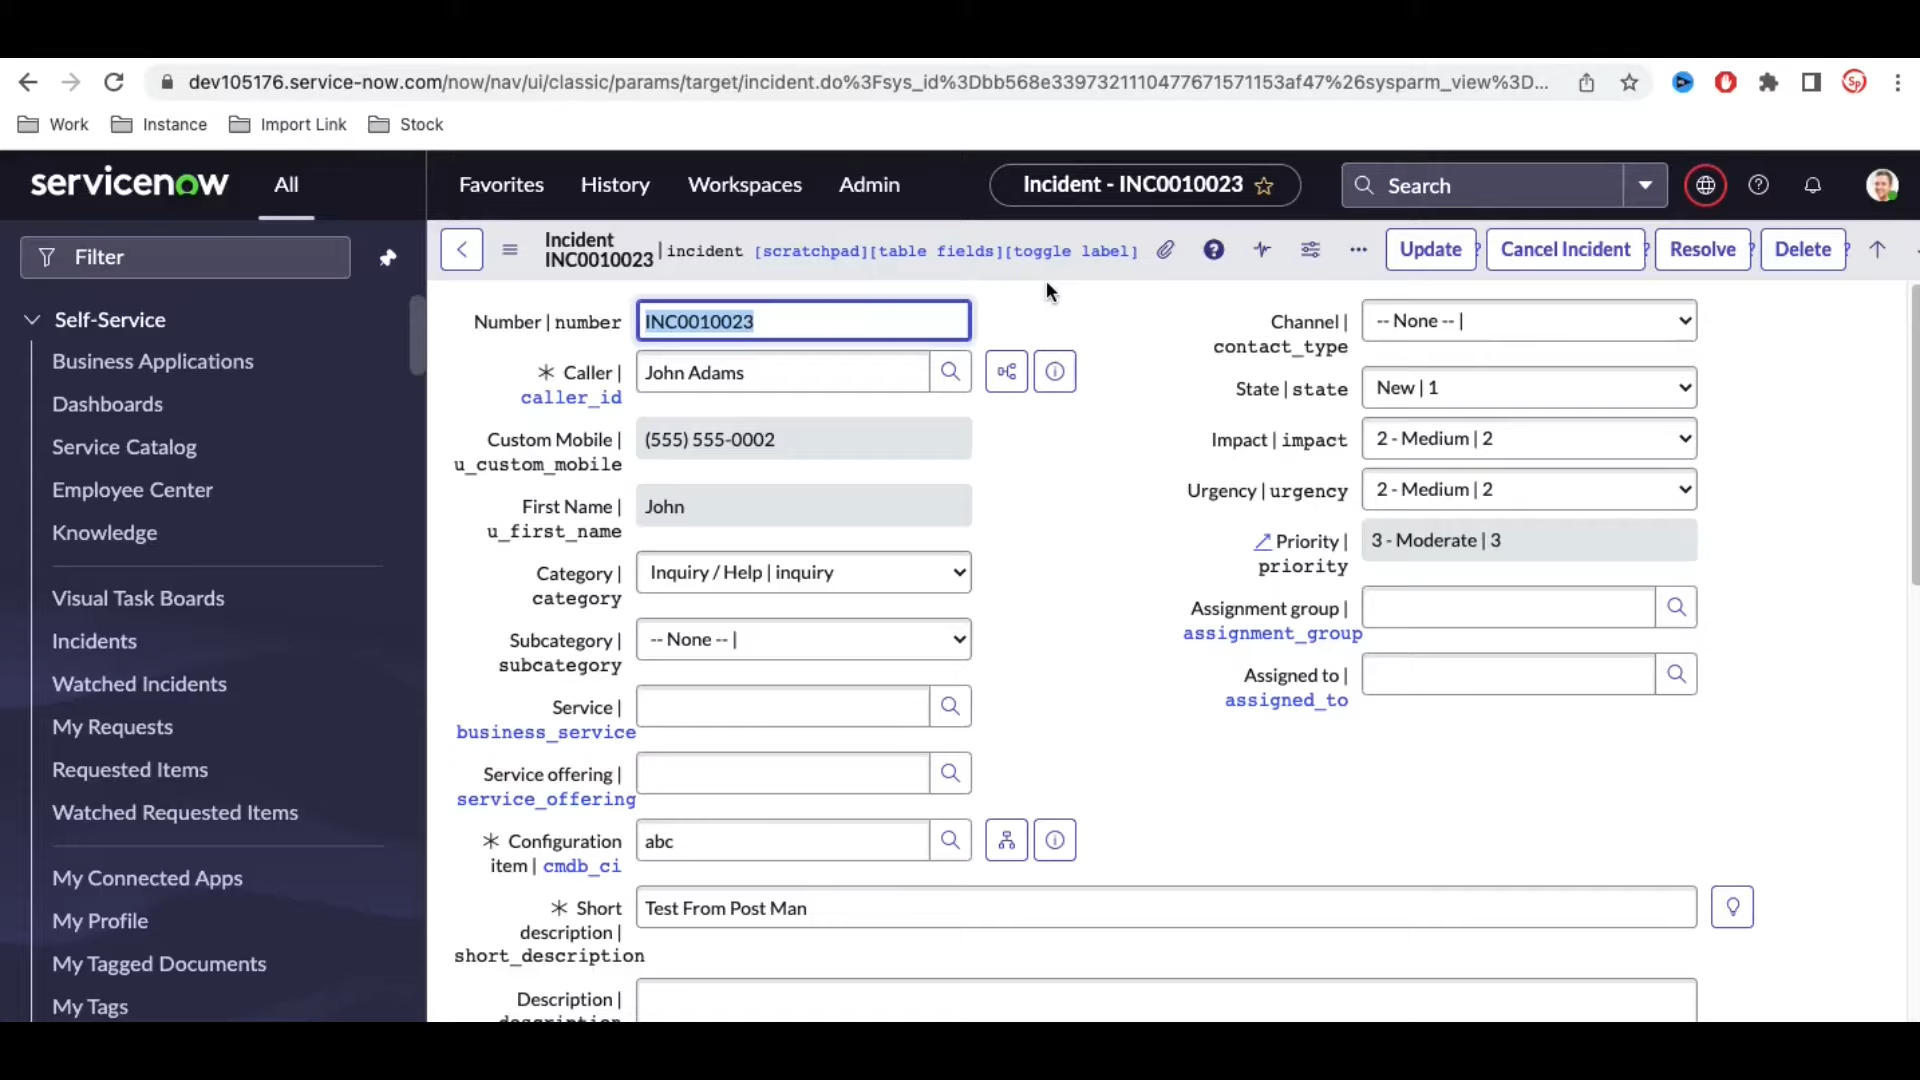 dev105176.service-now.com/now/nav/ui/classic/params/target/incident.do%3Fsys_id%3Dbb568e3397321110477671571153af47%26sysparm_view%3D...
Sp
Work Instance Import Link Stock
servicenow All Favorites History Workspaces Admin Incident - INC0010023 Search
Filter
Incident
INC0010023 | incident [scratchpad][table fields][toggle label] Update ? Cancel Incident ? Resolve ? Delete ?
Self-Service
Business Applications
Dashboards
Service Catalog
Employee Center
Knowledge
Visual Task Boards
Incidents
Watched Incidents
My Requests
Requested Items
Watched Requested Items
My Connected Apps
My Profile
My Tagged Documents
My Tags
Number | number INC0010023
Caller |
caller_id
John Adams
Custom Mobile |
u_custom_mobile
(555) 555-0002
First Name |
u_first_name
John
Category |
category
Inquiry / Help | inquiry
Subcategory |
subcategory
-- None -- |
Service |
business_service
Service offering |
service_offering
Configuration
item | cmdb_ci
abc
Short
description |
short_description
Test From Post Man
Description |
description
Channel |
contact_type
-- None -- |
State | state New | 1
Impact | impact 2 - Medium | 2
Urgency | urgency 2 - Medium | 2
Priority |
priority
3 - Moderate | 3
Assignment group |
assignment_group
Assigned to |
assigned_to